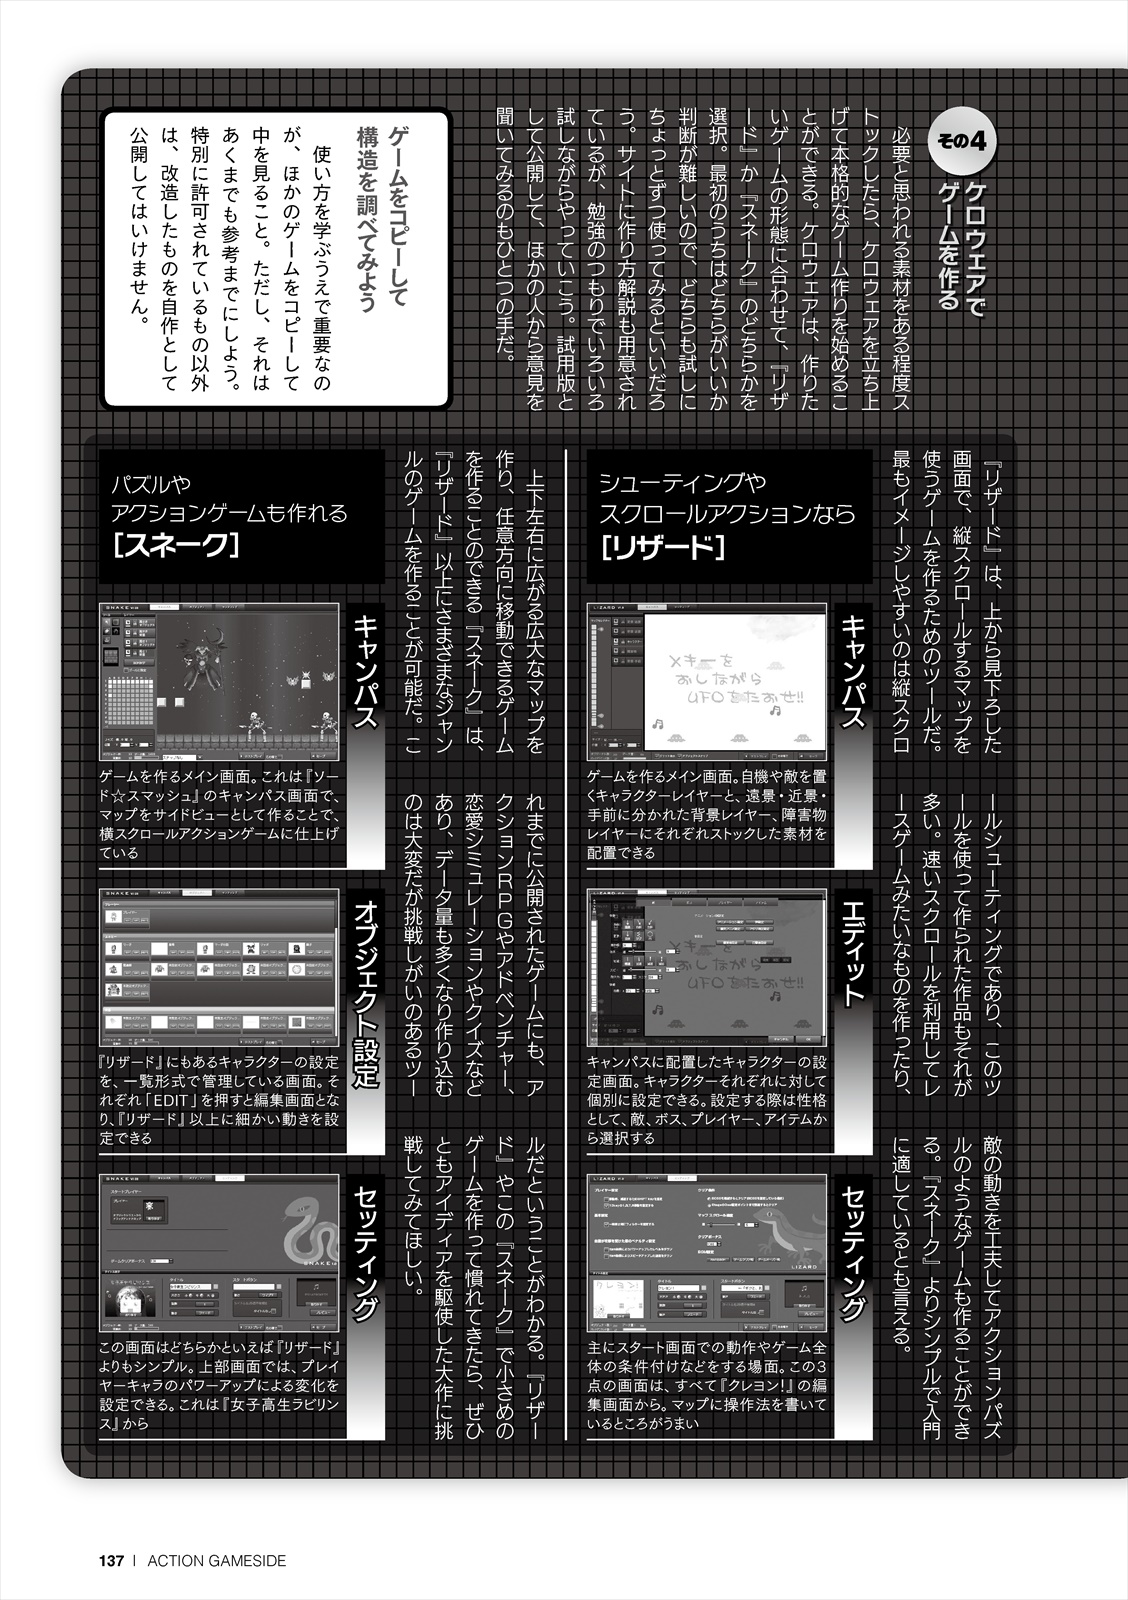 その4
ケロウェアで
ゲームを作る
必要と思われる素材をある程度ス
トックしたら、ケロウェアを立ち上
げて本格的なゲーム作りを始めるこ
とができる。ケロウェアは、作りた
いゲームの形態に合わせて、『リザ
ード』か『スネーク』のどちらかを
選択。最初のうちはどちらがいいか
判断が難しいので、どちらも試しに
ちょっとずつ使ってみるといいだろ
う。サイトに作り方解説も用意され
ているが、勉強のつもりでいろいろ
試しながらやっていこう。試用版と
して公開して、ほかの人から意見を
聞いてみるのもひとつの手だ。
ゲームをコピーして
構造を調べてみよう
使い方を学ぶうえで重要なの
が、ほかのゲームをコピーして
中を見ること。ただし、それは
あくまでも参考までにしよう。
特別に許可されているもの以外
は、改造したものを自作として
公開してはいけません。
『リザード』は、上から見下ろした
画面で、縦スクロールするマップを
使うゲームを作るためのツールだ。
最もイメージしやすいのは縦スクロ
ールシューティングであり、このツ
ールを使って作られた作品もそれが
多い。速いスクロールを利用してレ
ースゲームみたいなものを作ったり、
敵の動きを工夫してアクションパズ
ルのようなゲームも作ることができ
る。『スネーク』よりシンプルで入門
に適しているとも言える。
シューティングや
スクロールアクションなら
[リザード]
キャンパス
LIZARD
メキーを
おしながら
UFOをたおせ!!
ゲームを作るメイン画面。自機や敵を置
くキャラクターレイヤーと、遠景・近景・
手前に分かれた背景レイヤー、障害物
レイヤーにそれぞれストックした素材を
配置できる
エディット
キャンパスに配置したキャラクターの設
定画面。キャラクターそれぞれに対して
個別に設定できる。設定する際は性格
として、敵、ボス、プレイヤー、アイテムか
ら選択する
セッティング
LIZARD
主にスタート画面での動作やゲーム全
体の条件付けなどをする場面。この3
点の画面は、すべて『クレヨン!』の編
集画面から。マップに操作法を書いて
いるところがうまい
上下左右に広がる広大なマップを
作り、任意方向に移動できるゲーム
を作ることのできる『スネーク』は、
『リザード』以上にさまざまなジャン
ルのゲームを作ることが可能だ。こ
れまでに公開されたゲームにも、ア
クションRPGやアドベンチャー、
恋愛シミュレーションやクイズなど
あり、データ量も多くなり作り込む
のは大変だが挑戦しがいのあるツー
ルだということがわかる。『リザー
ド』やこの『スネーク』で小さめの
ゲームを作って慣れてきたら、ぜひ
ともアイディアを駆使した大作に挑
戦してみてほしい。
パズルや
アクションゲームも作れる
[スネーク]
キャンパス
SNAKE
ゲームを作るメイン画面。これは『ソー
ド☆スマッシュ』のキャンパス画面で、
マップをサイドビューとして作ることで、
横スクロールアクションゲームに仕上げ
ている
オブジェクト設定
SNAKE
『リザード』にもあるキャラクターの設定
を、一覧形式で管理している画面。そ
れぞれ「EDIT」を押すと編集画面とな
り、『リザード』以上に細かい動きを設
定できる
セッティング
SNAKE
この画面はどちらかといえば『リザード』
よりもシンプル。上部画面では、プレイ
ヤーキャラのパワーアップによる変化を
設定できる。これは『女子高生ラビリン
ス』から
137 | ACTION GAMESIDE